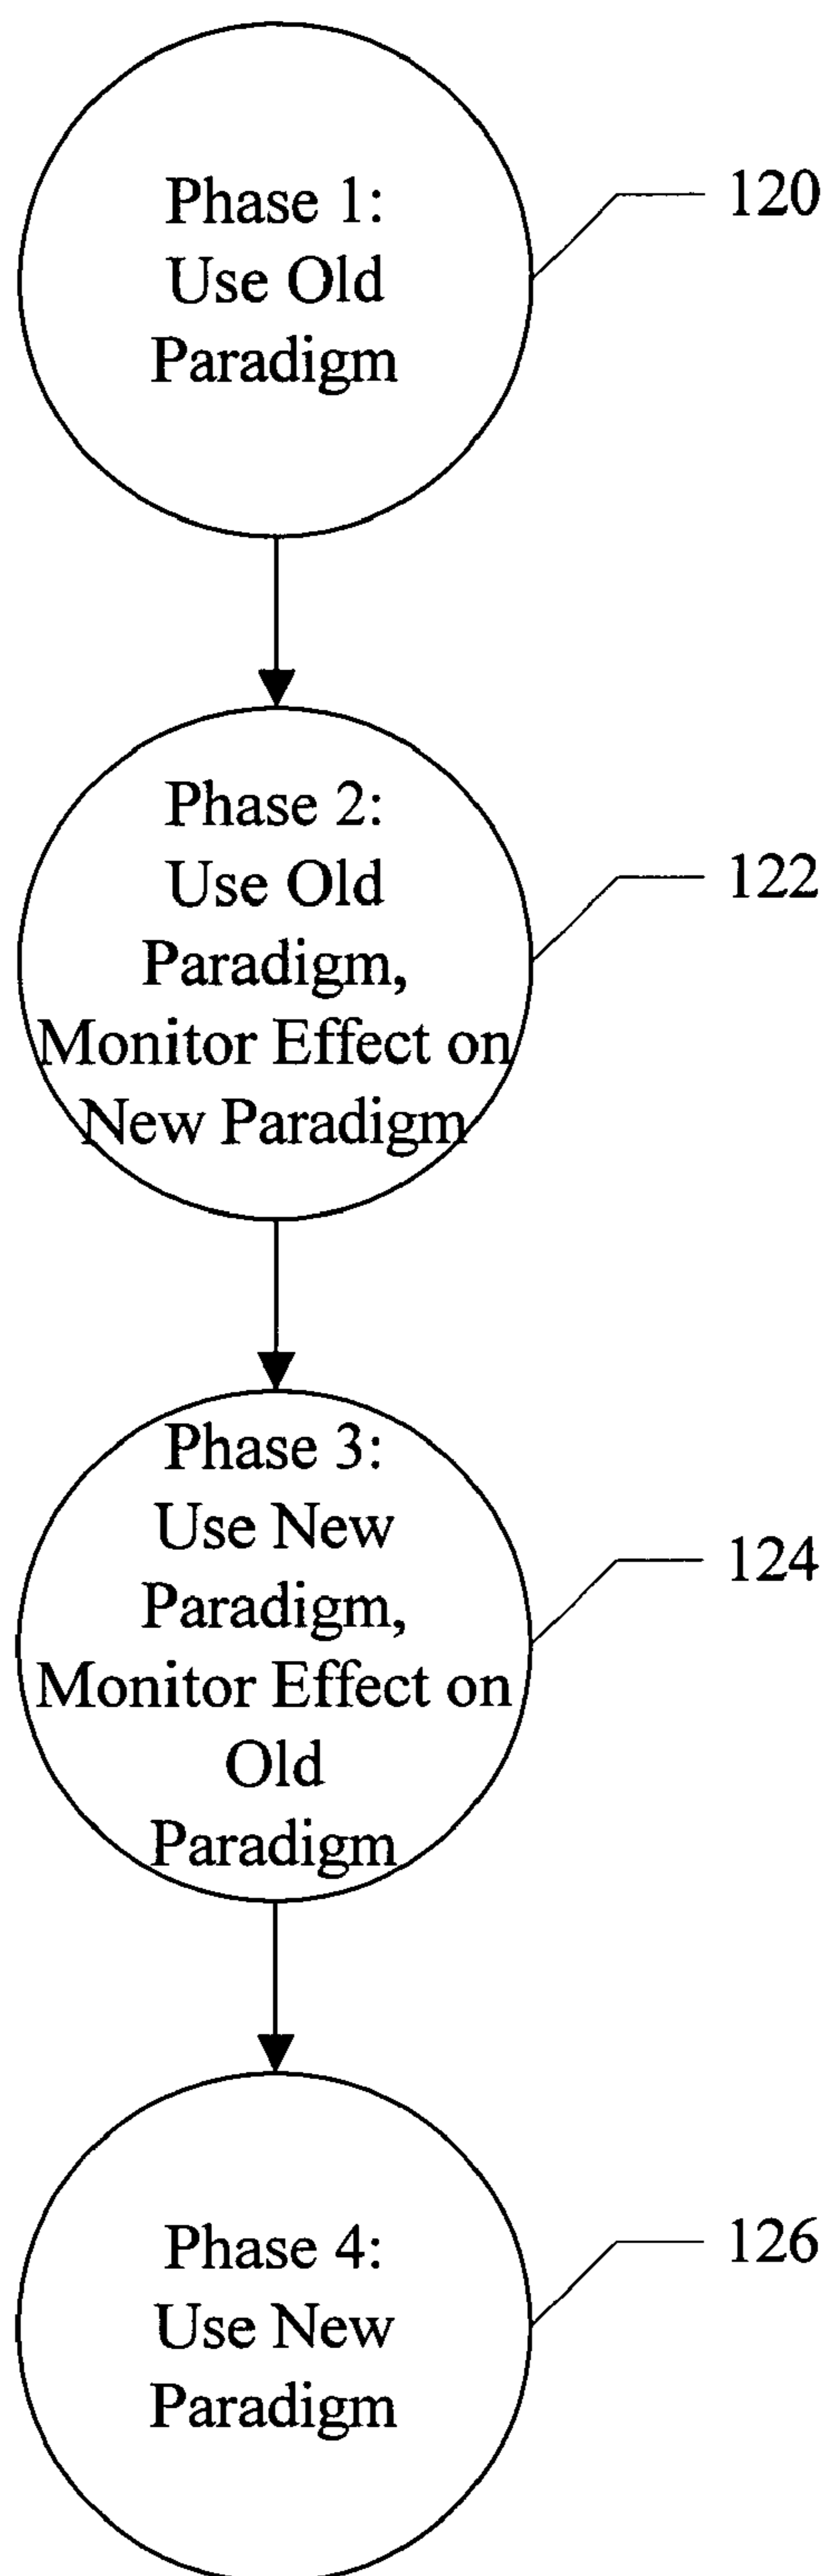 Phase 1:
Use Old
Paradigm
120
Phase 2:
Use Old
Paradigm,
Monitor Effect on
New Paradigm
122
Phase 3:
Use New
Paradigm,
Monitor Effect on
Old
Paradigm
124
Phase 4:
Use New
Paradigm
126